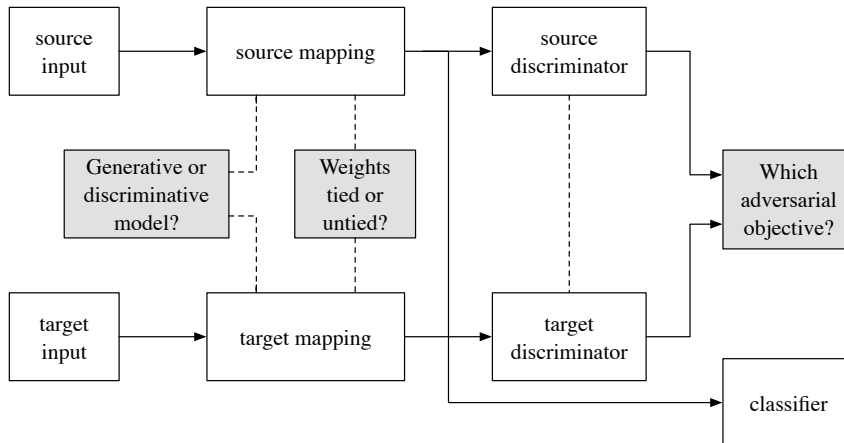 source
input
source mapping
source
discriminator
Generative or
discriminative
model?
Weights
tied or
untied?
Which
adversarial
objective?
target
input
target mapping
target
discriminator
classifier